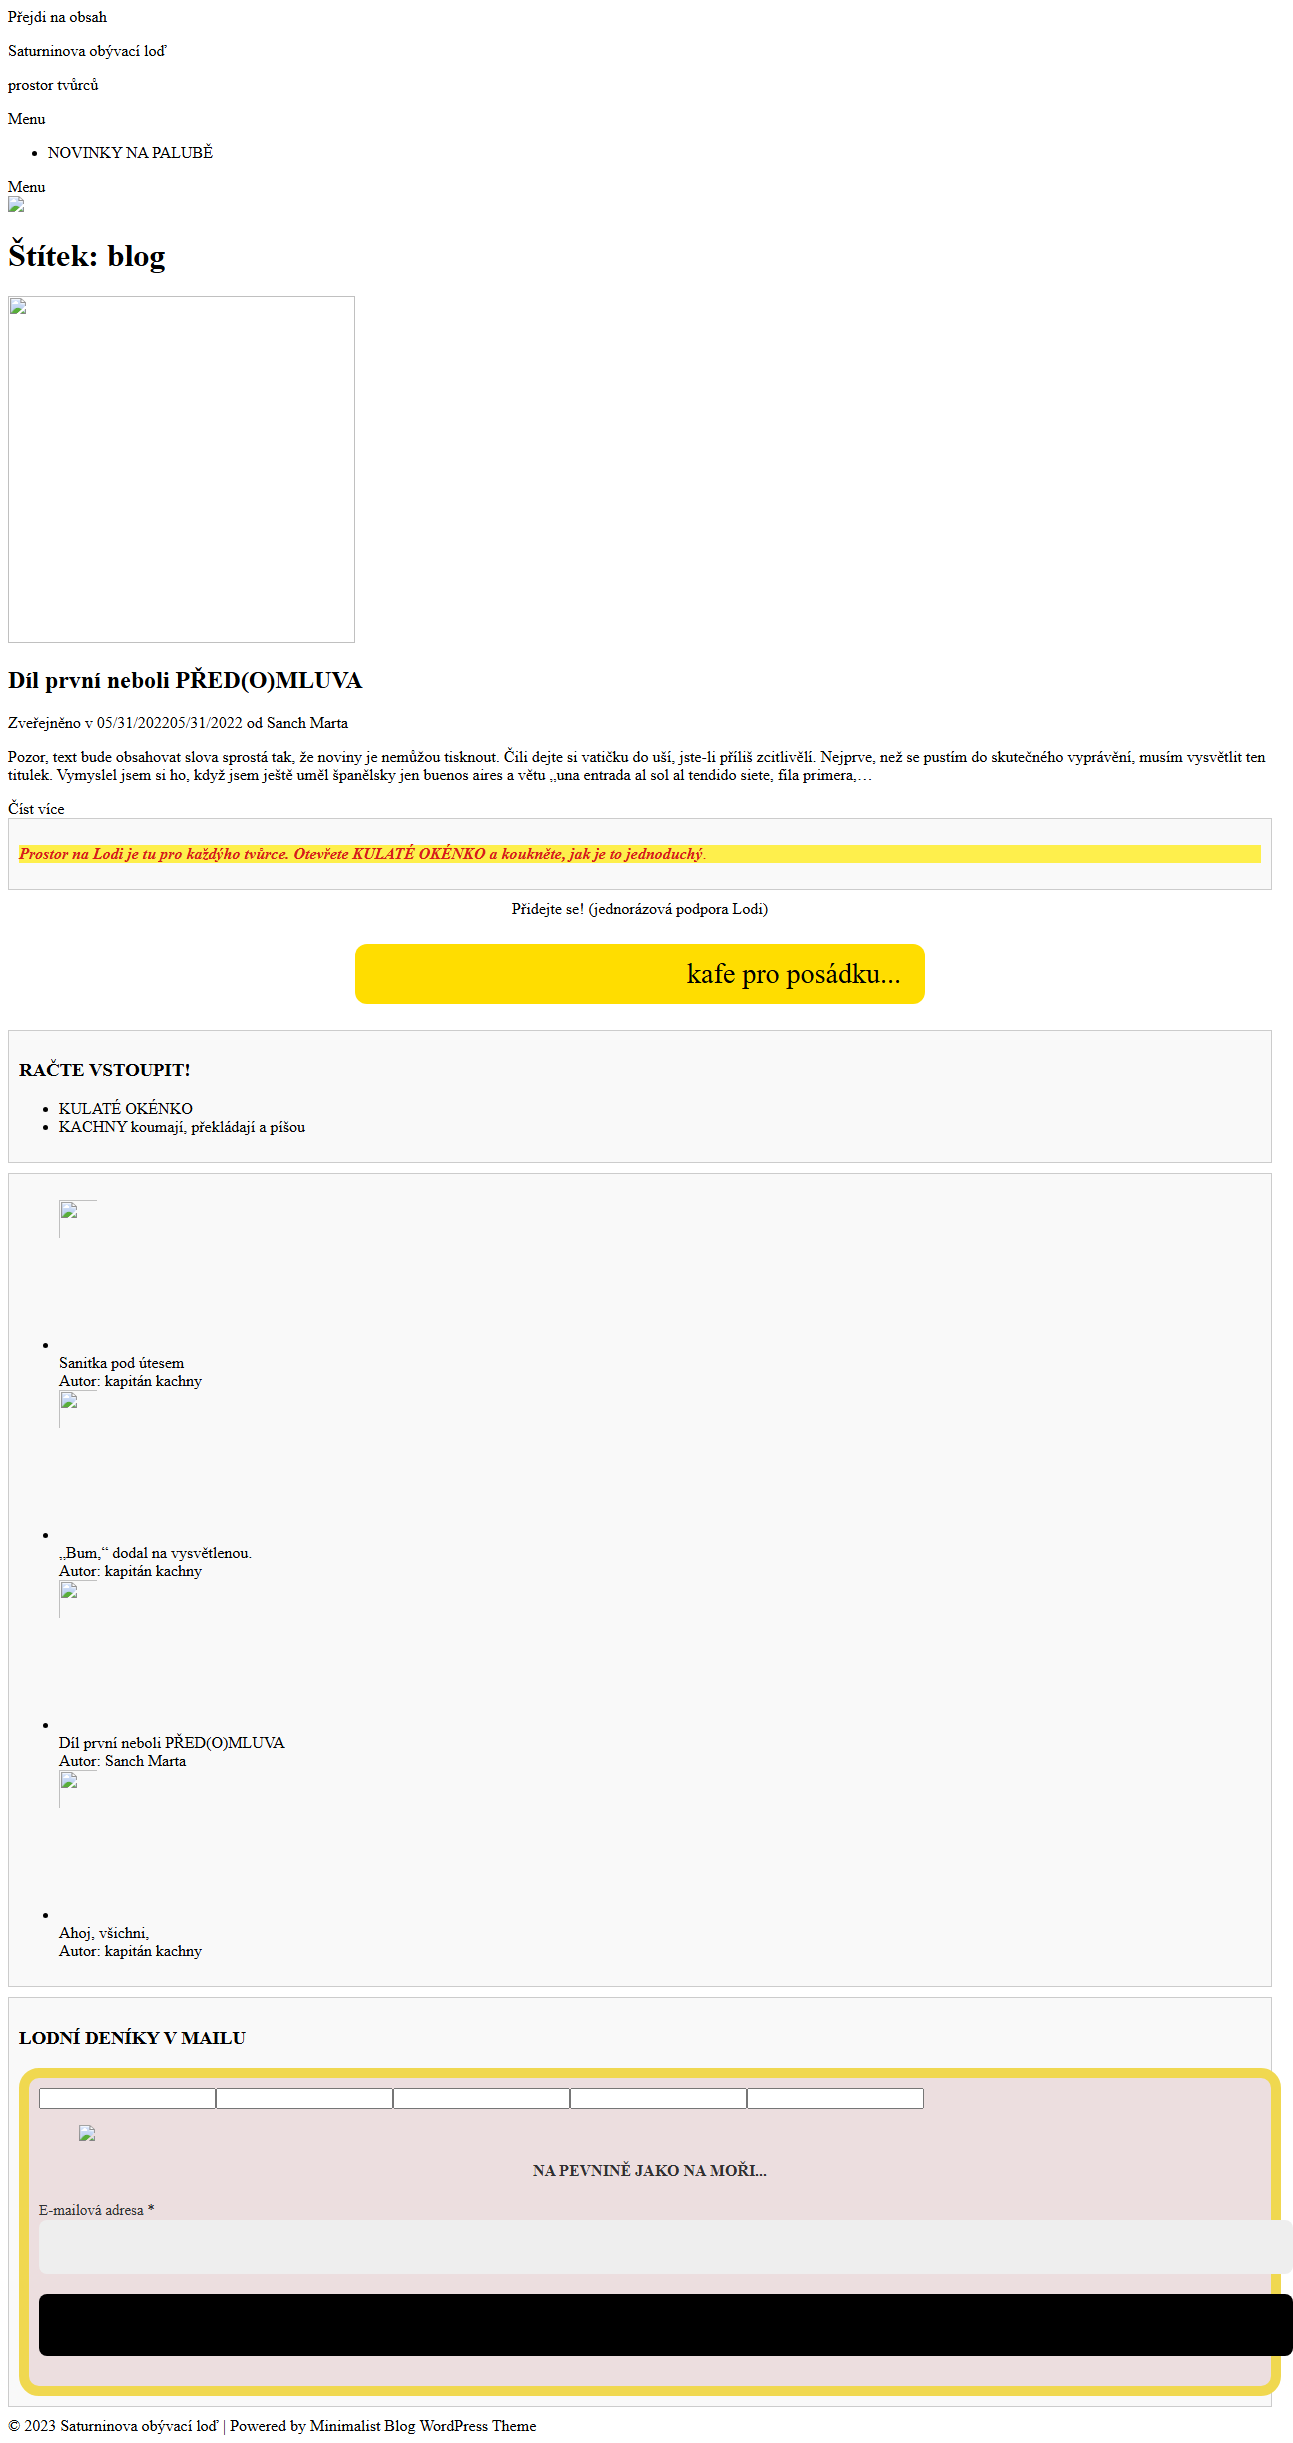 Přejdi na obsah
Saturninova obývací loď
prostor tvůrců
Menu
NOVINKY NA PALUBĚ
Menu
Štítek: blog
Díl první neboli PŘED(O)MLUVA
Zveřejněno v 05/31/202205/31/2022 od Sanch Marta
Pozor, text bude obsahovat slova sprostá tak, že noviny je nemůžou tisknout. Čili dejte si vatičku do uší, jste-li příliš zcitlivělí. Nejprve, než se pustím do skutečného vyprávění, musím vysvětlit ten
titulek. Vymyslel jsem si ho, když jsem ještě uměl španělsky jen buenos aires a větu „una entrada al sol al tendido siete, fila primera,…
Číst více
Prostor na Lodi je tu pro každýho tvůrce. Otevřete KULATÉ OKÉNKO a koukněte, jak je to jednoduchý.
Přidejte se! (jednorázová podpora Lodi)
kafe pro posádku...
RAČTE VSTOUPIT!
KULATÉ OKÉNKO
KACHNY koumají, překládají a píšou
Sanitka pod útesem
Autor: kapitán kachny
„Bum,“ dodal na vysvětlenou.
Autor: kapitán kachny
Díl první neboli PŘED(O)MLUVA
Autor: Sanch Marta
Ahoj, všichni,
Autor: kapitán kachny
LODNÍ DENÍKY V MAILU
NA PEVNINĚ JAKO NA MOŘI...
E-mailová adresa *
© 2023 Saturninova obývací loď | Powered by Minimalist Blog WordPress Theme